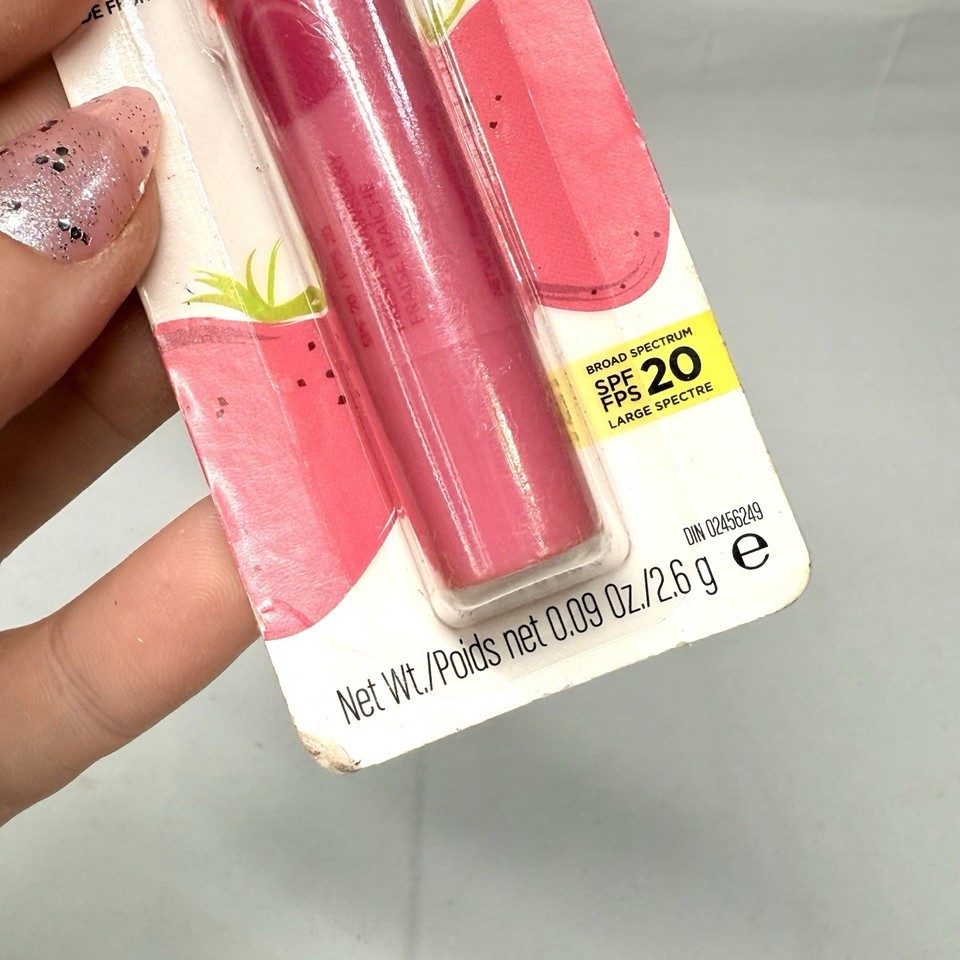 BROAD SPECTRUM
SPF
FPS 20
LARGE SPECTRE
DIN 02456249
Net Wt./Poids net 0.09 Oz./2.6 g e